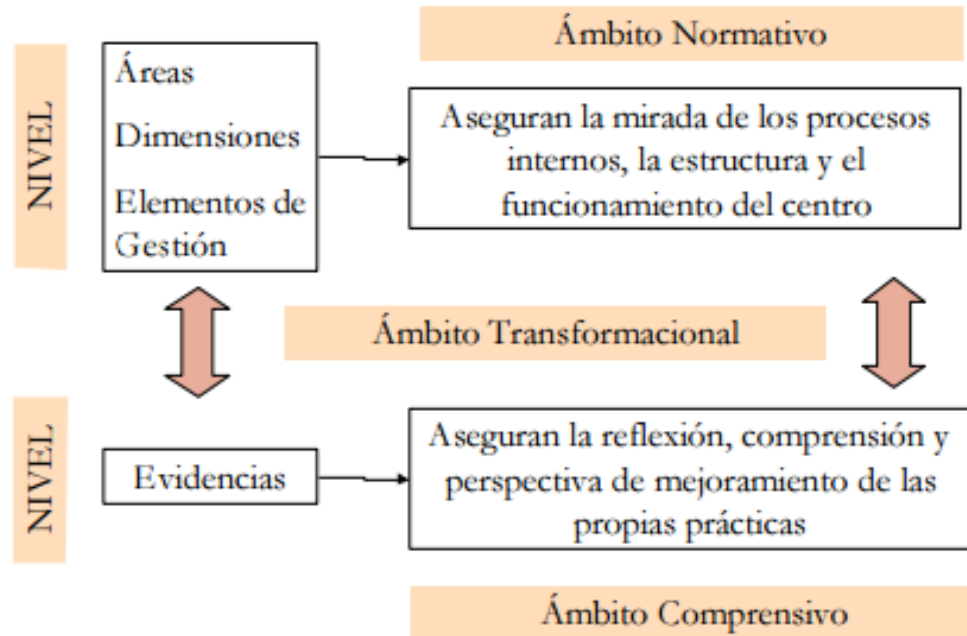 Ámbito Normativo
NIVEL
Áreas
Dimensiones
Elementos de
Gestión
Aseguran la mirada de los procesos
internos, la estructura y el
funcionamiento del centro
Ámbito Transformacional
NIVEL
Evidencias
Aseguran la reflexión, comprensión y
perspectiva de mejoramiento de las
propias prácticas
Ámbito Comprensivo